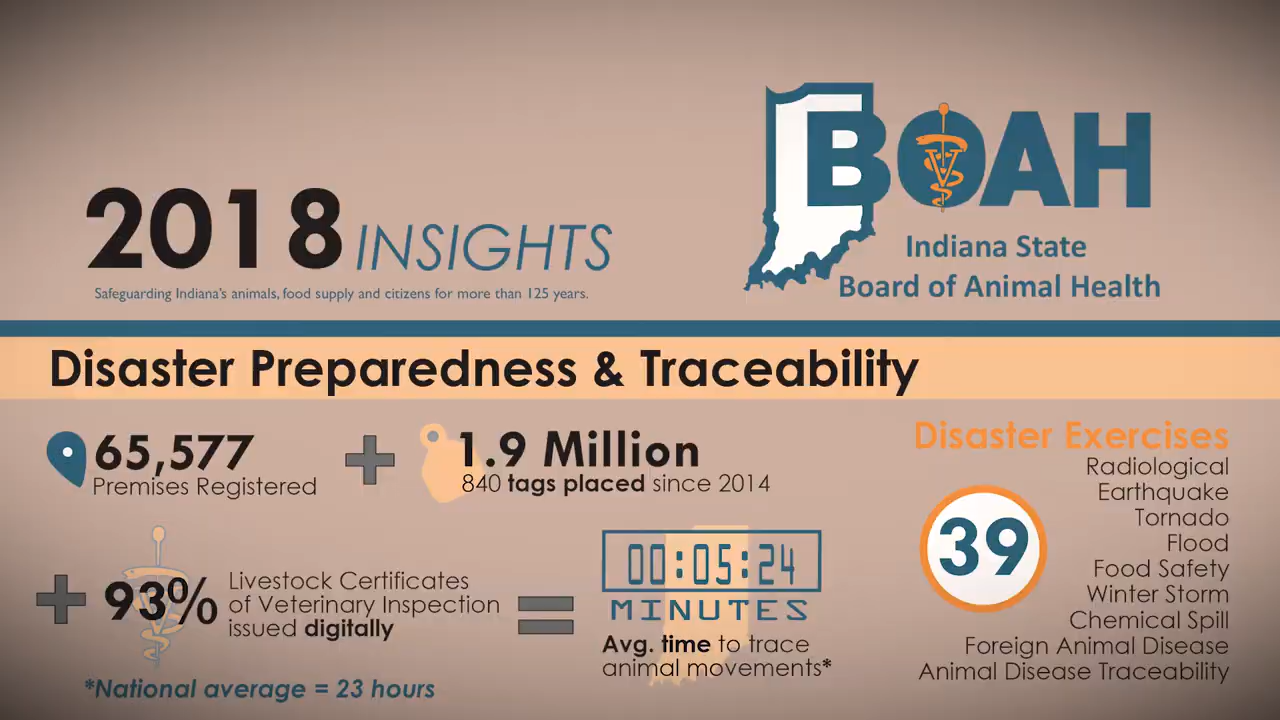 2018 INSIGHTS
Safeguarding Indiana's animals, food supply and citizens for more than 125 years.
BOAH
Indiana State
Board of Animal Health
Disaster Preparedness & Traceability
65,577
Premises Registered
+
1.9 Million
840 tags placed since 2014
+
93%
Livestock Certificates
of Veterinary Inspection
issued digitally
=
00:05:24
MINUTES
Avg. time to trace
animal movements*
*National average = 23 hours
Disaster Exercises
39
Radiological
Earthquake
Tornado
Flood
Food Safety
Winter Storm
Chemical Spill
Foreign Animal Disease
Animal Disease Traceability